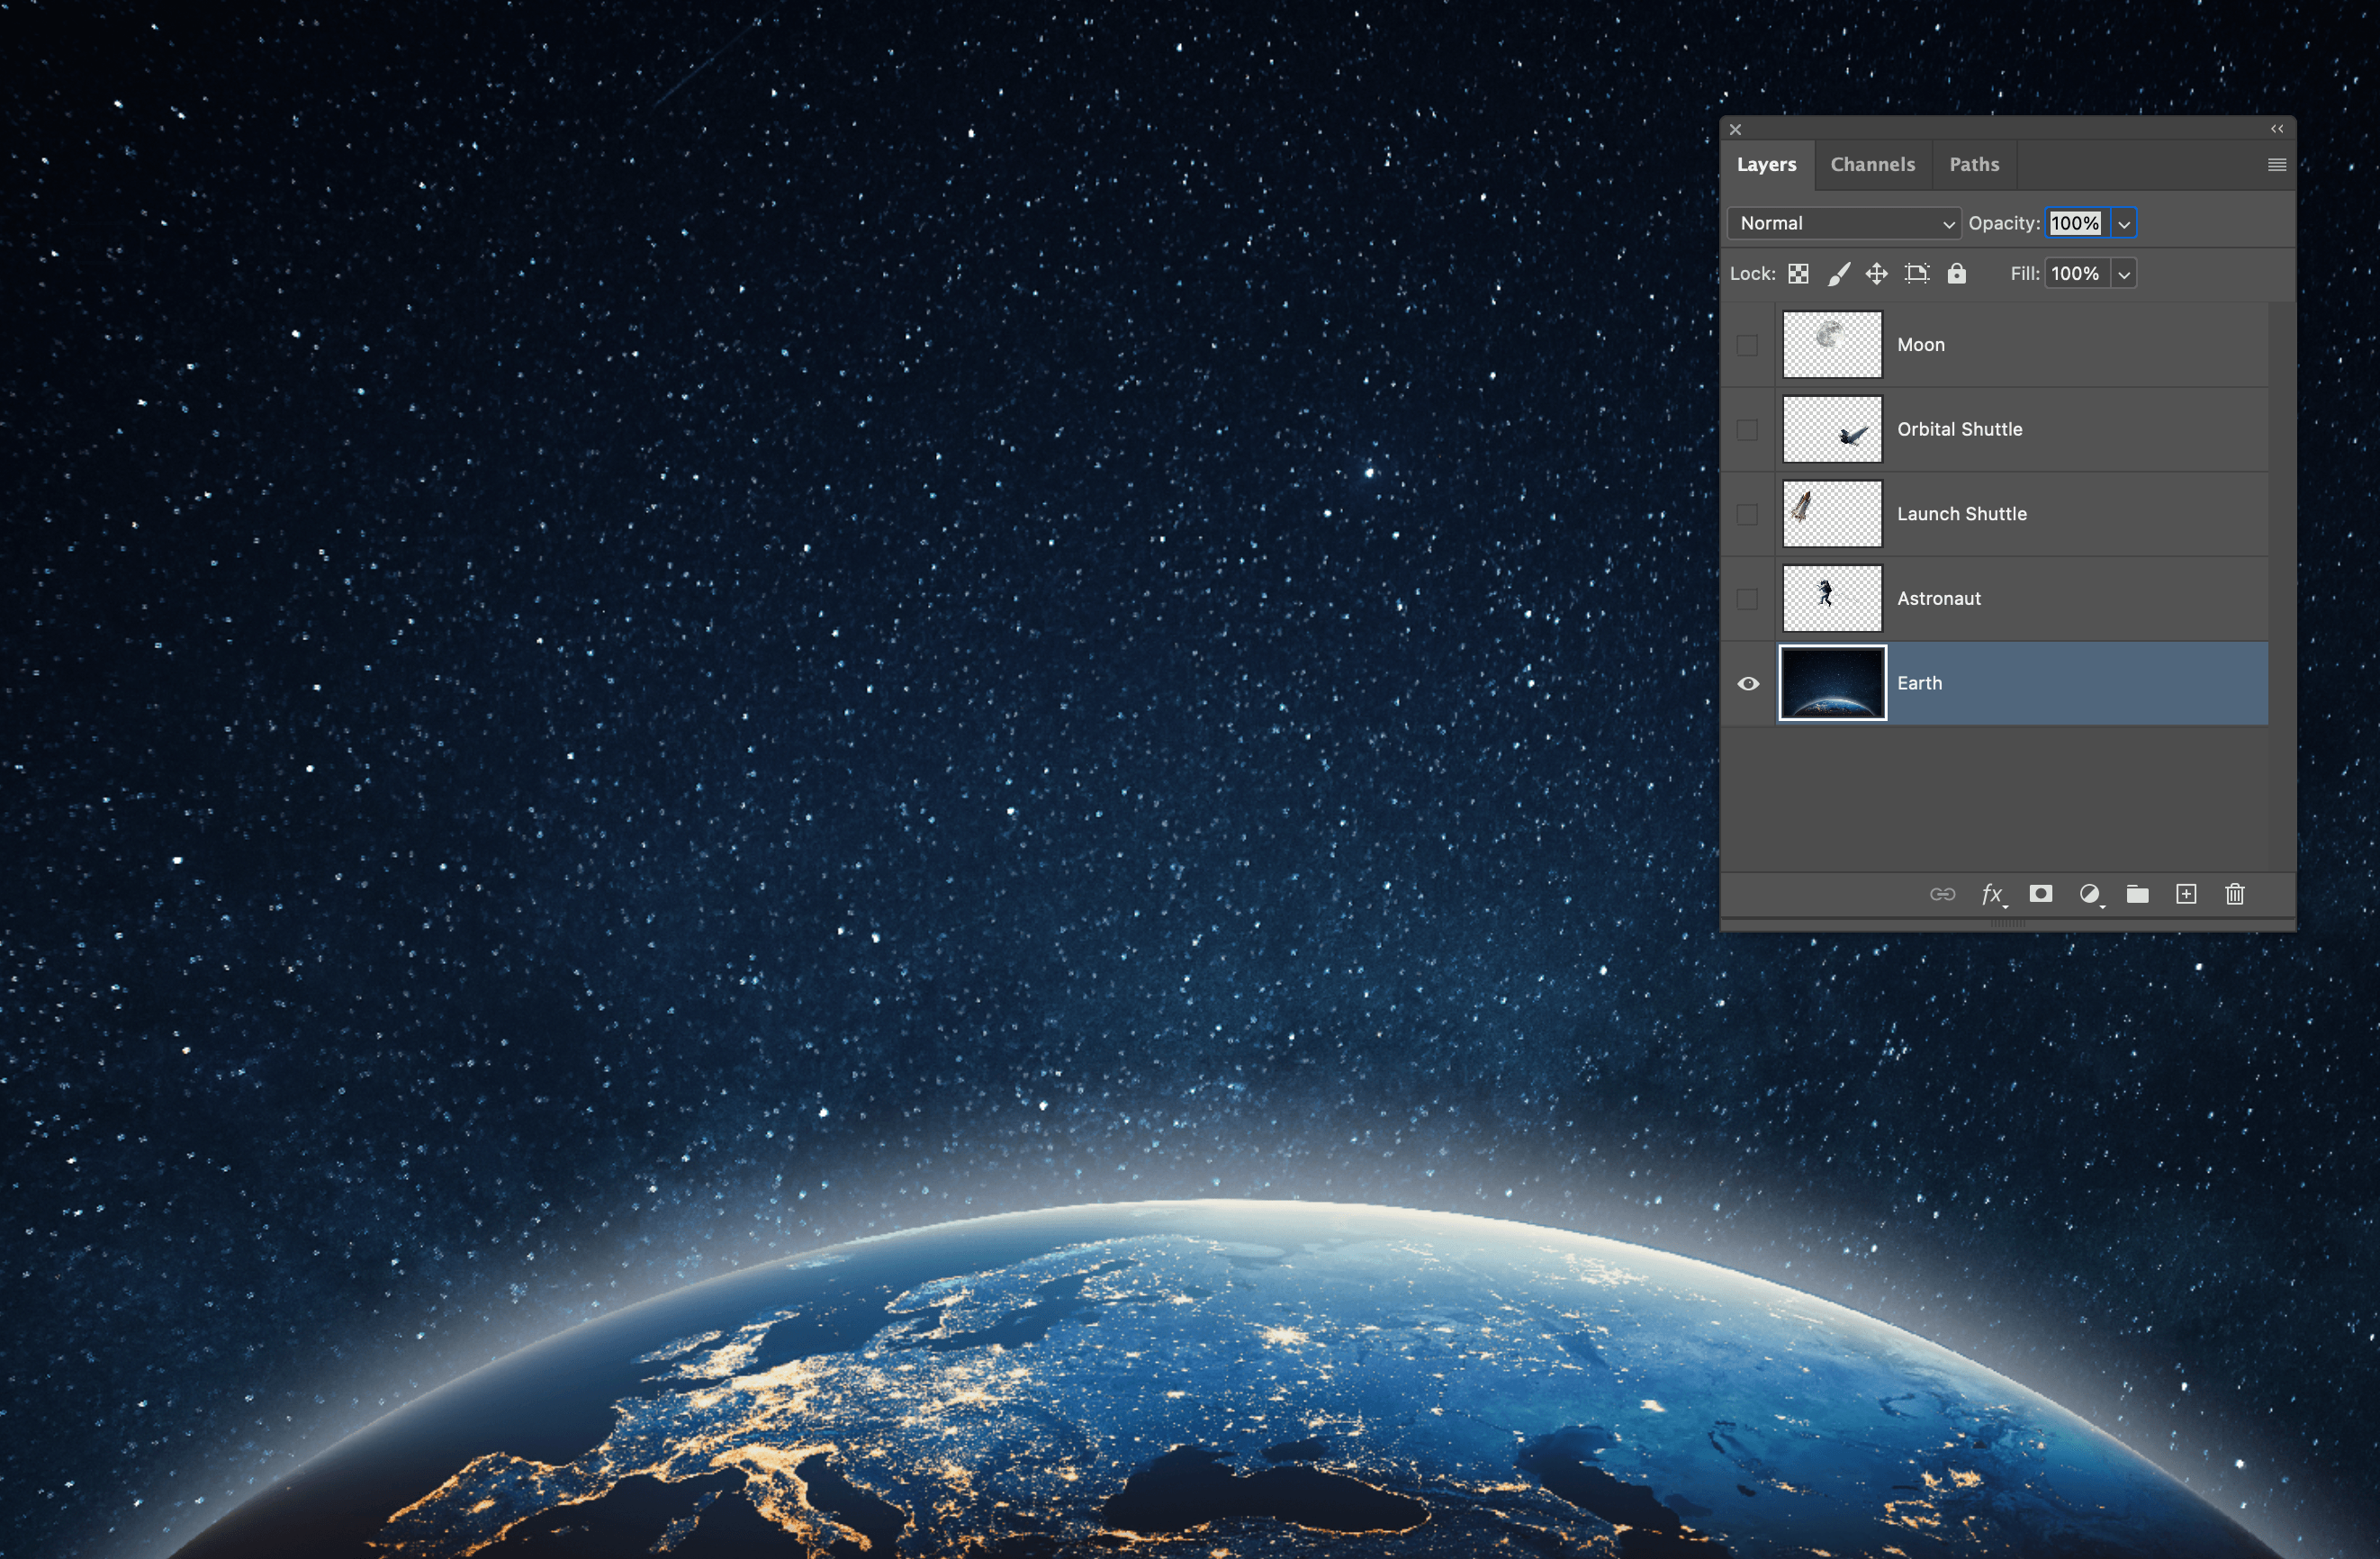 Layers Channels Paths
Normal Opacity: 100%
Lock: Fill: 100%
Moon
Orbital Shuttle
Launch Shuttle
Astronaut
Earth
fx